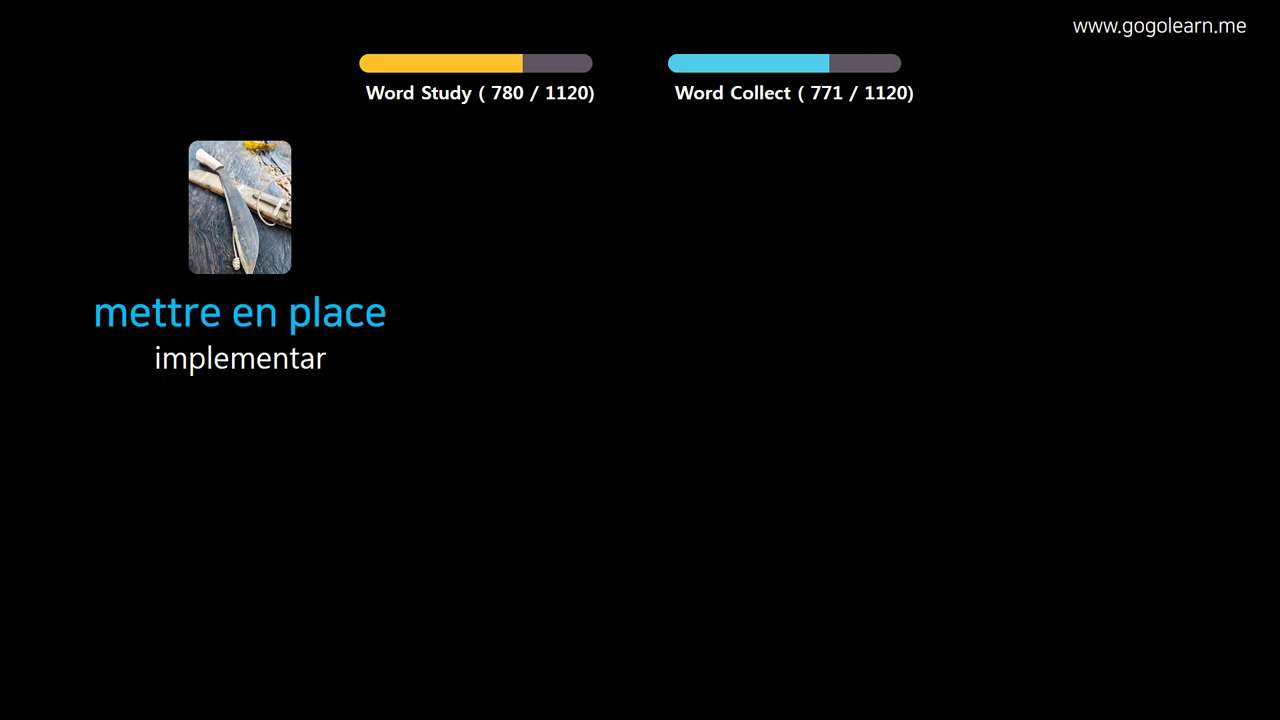 www.gogolearn.me
Word Study ( 780 / 1120)
Word Collect ( 771 / 1120)
mettre en place
implementar